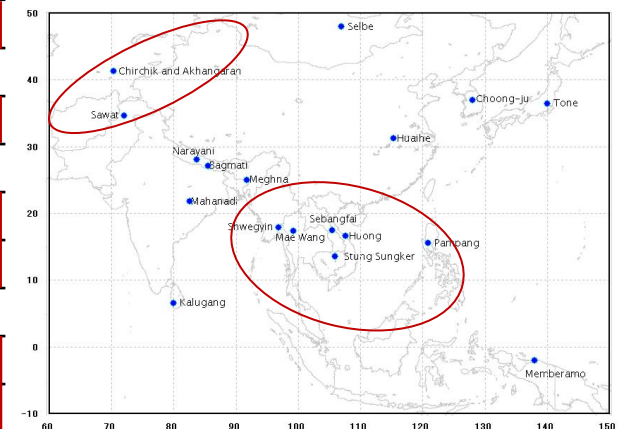 50
Selbe
40
Chirchik and Akhangaran
Choong-ju
Tone
Sawat
30
Huaihe
Narayani
Bagmati
Meghna
Mahanadi
20
Shwegyin
Mae Wang
Sebangfai
Huong
Pampang
Stung Sungker
10
Kalugang
0
Memberamo
-10
60 70 80 90 100 110 120 130 140 150